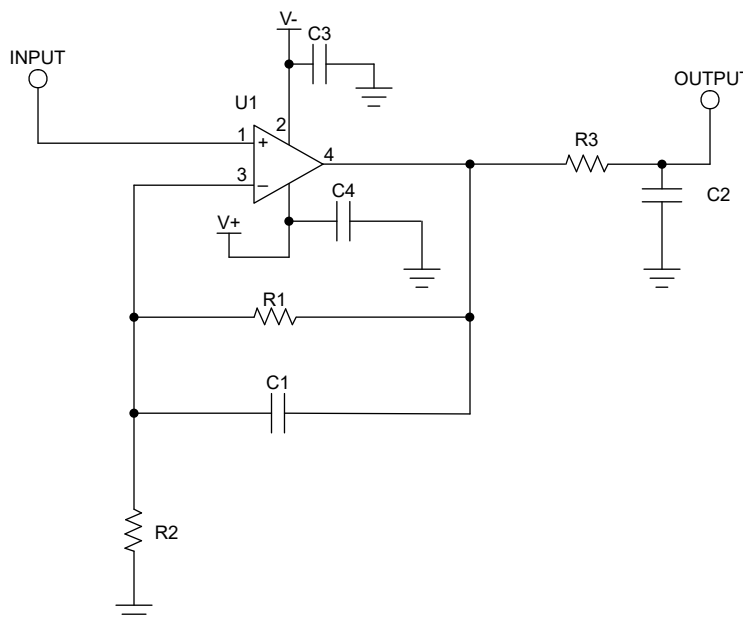 V-
C3
INPUT
OUTPUT
U1
2
1
+
R3
4
3
–
C4
C2
V+
R1
C1
R2